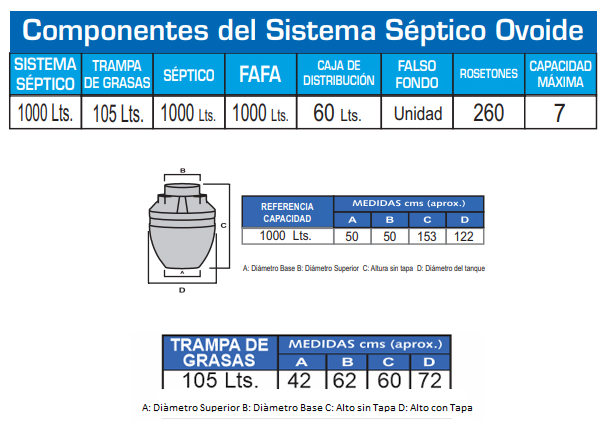 Componentes del Sistema Séptico Ovoide
SISTEMA SÉPTICO TRAMPA DE GRASAS SÉPTICO FAFA CAJA DE DISTRIBUCIÓN FALSO FONDO ROSETONES CAPACIDAD MÁXIMA
1000 Lts. 105 Lts. 1000 Lts. 1000 Lts. 60 Lts. Unidad 260 7
B
C
A
D
REFERENCIA CAPACIDAD MEDIDAS cms (aprox.)
A B C D
1000 Lts. 50 50 153 122
A: Diámetro Base B: Diámetro Superior C: Altura sin tapa D: Diámetro del tanque
TRAMPA DE GRASAS MEDIDAS cms (aprox.)
A B C D
105 Lts. 42 62 60 72
A: Diàmetro Superior B: Diàmetro Base C: Alto sin Tapa D: Alto con Tapa